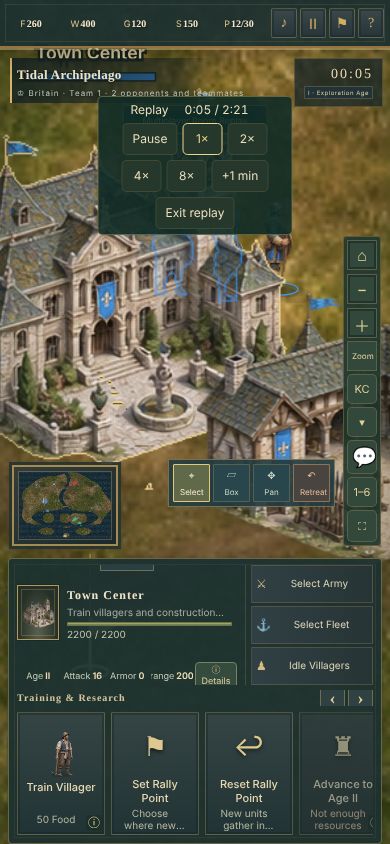 F260 W400 G120 S150 P12/30
Town Center
Tidal Archipelago
Britain · Team 1 · 2 opponents and teammates
00:05
I · Exploration Age
Replay 0:05 / 2:21
Pause 1× 2×
4× 8× +1 min
Exit replay
Zoom
KC
1–6
Select Box Pan Retreat
Town Center
Train villagers and construction...
2200 / 2200
Age II Attack 16 Armor 0 range 200
Details
Select Army
Select Fleet
Idle Villagers
Training & Research
Train Villager
50 Food
Set Rally Point
Choose where new...
Reset Rally Point
New units gather in...
Advance to Age II
Not enough resources